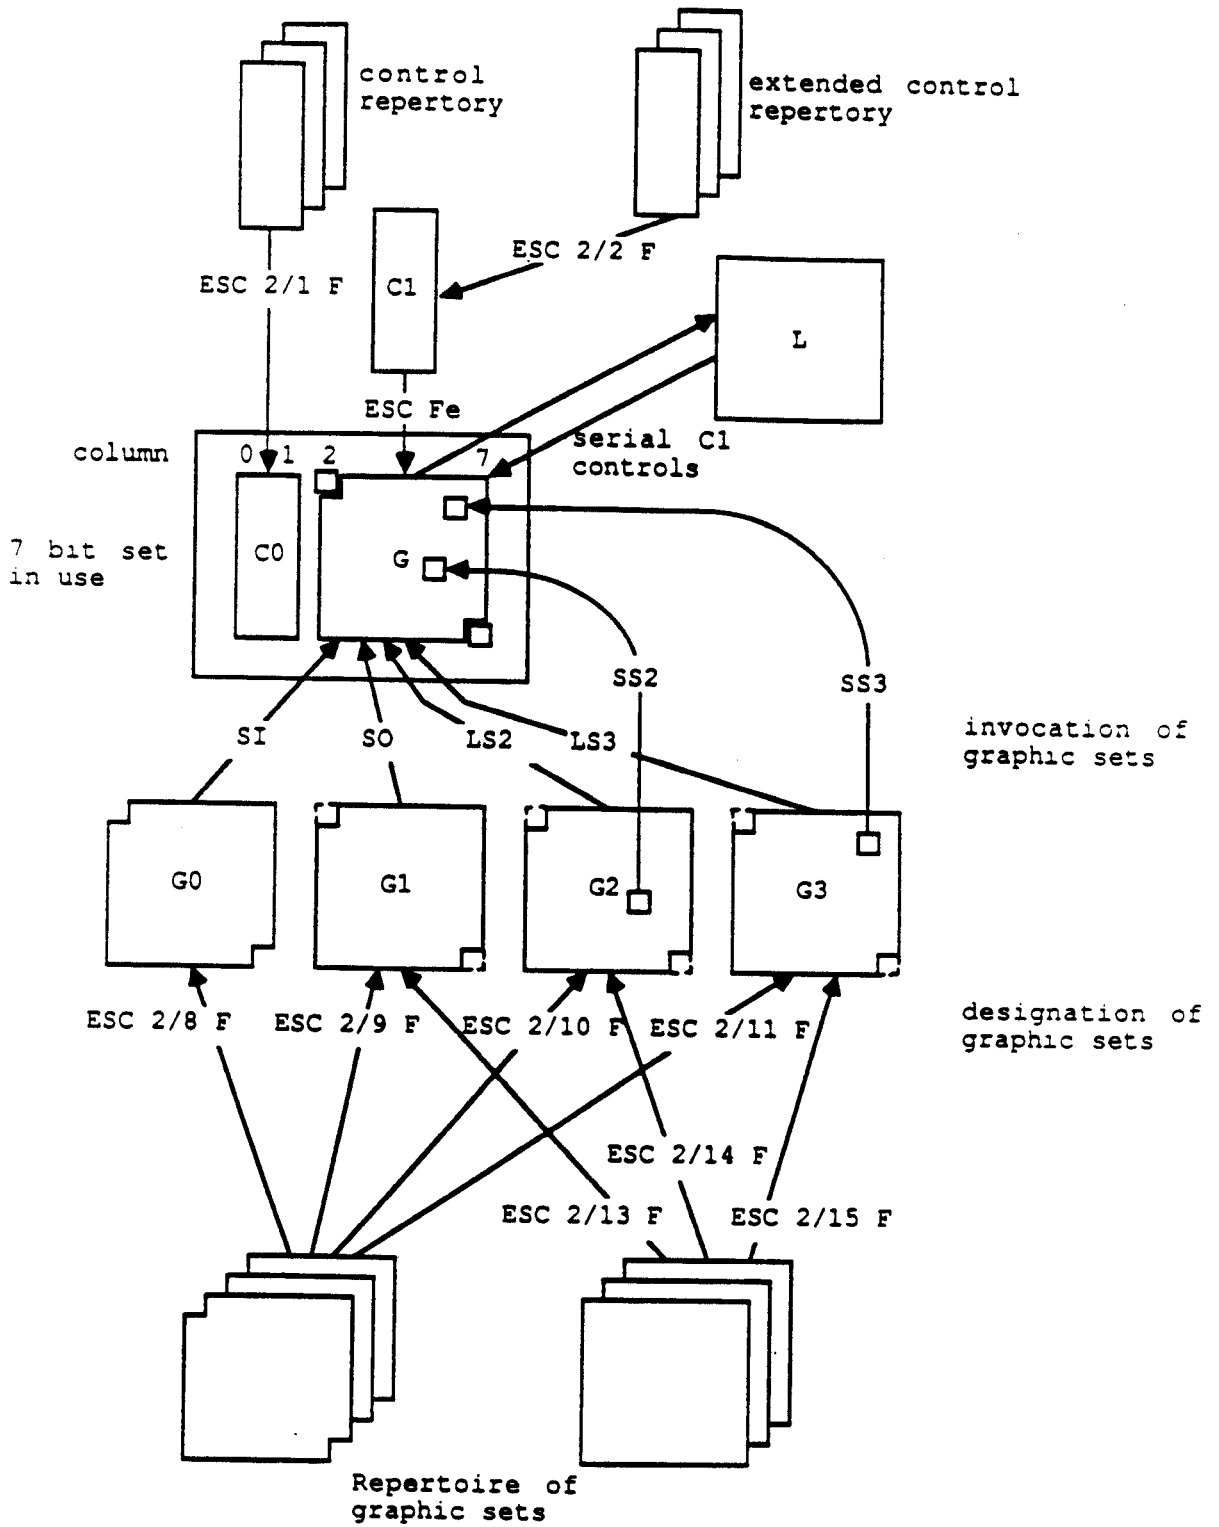 control
repertory
extended control
repertory
ESC 2/2 F
ESC 2/1 F
C1
L
ESC Fe
column
0 1 2 7
serial C1
controls
7 bit set
in use
C0
G
SS2
SS3
SI
SO
LS2
LS3
invocation of
graphic sets
G0
G1
G2
G3
ESC 2/8 F
ESC 2/9 F
ESC 2/10 F
ESC 2/11 F
designation of
graphic sets
ESC 2/14 F
ESC 2/13 F
ESC 2/15 F
Repertoire of
graphic sets